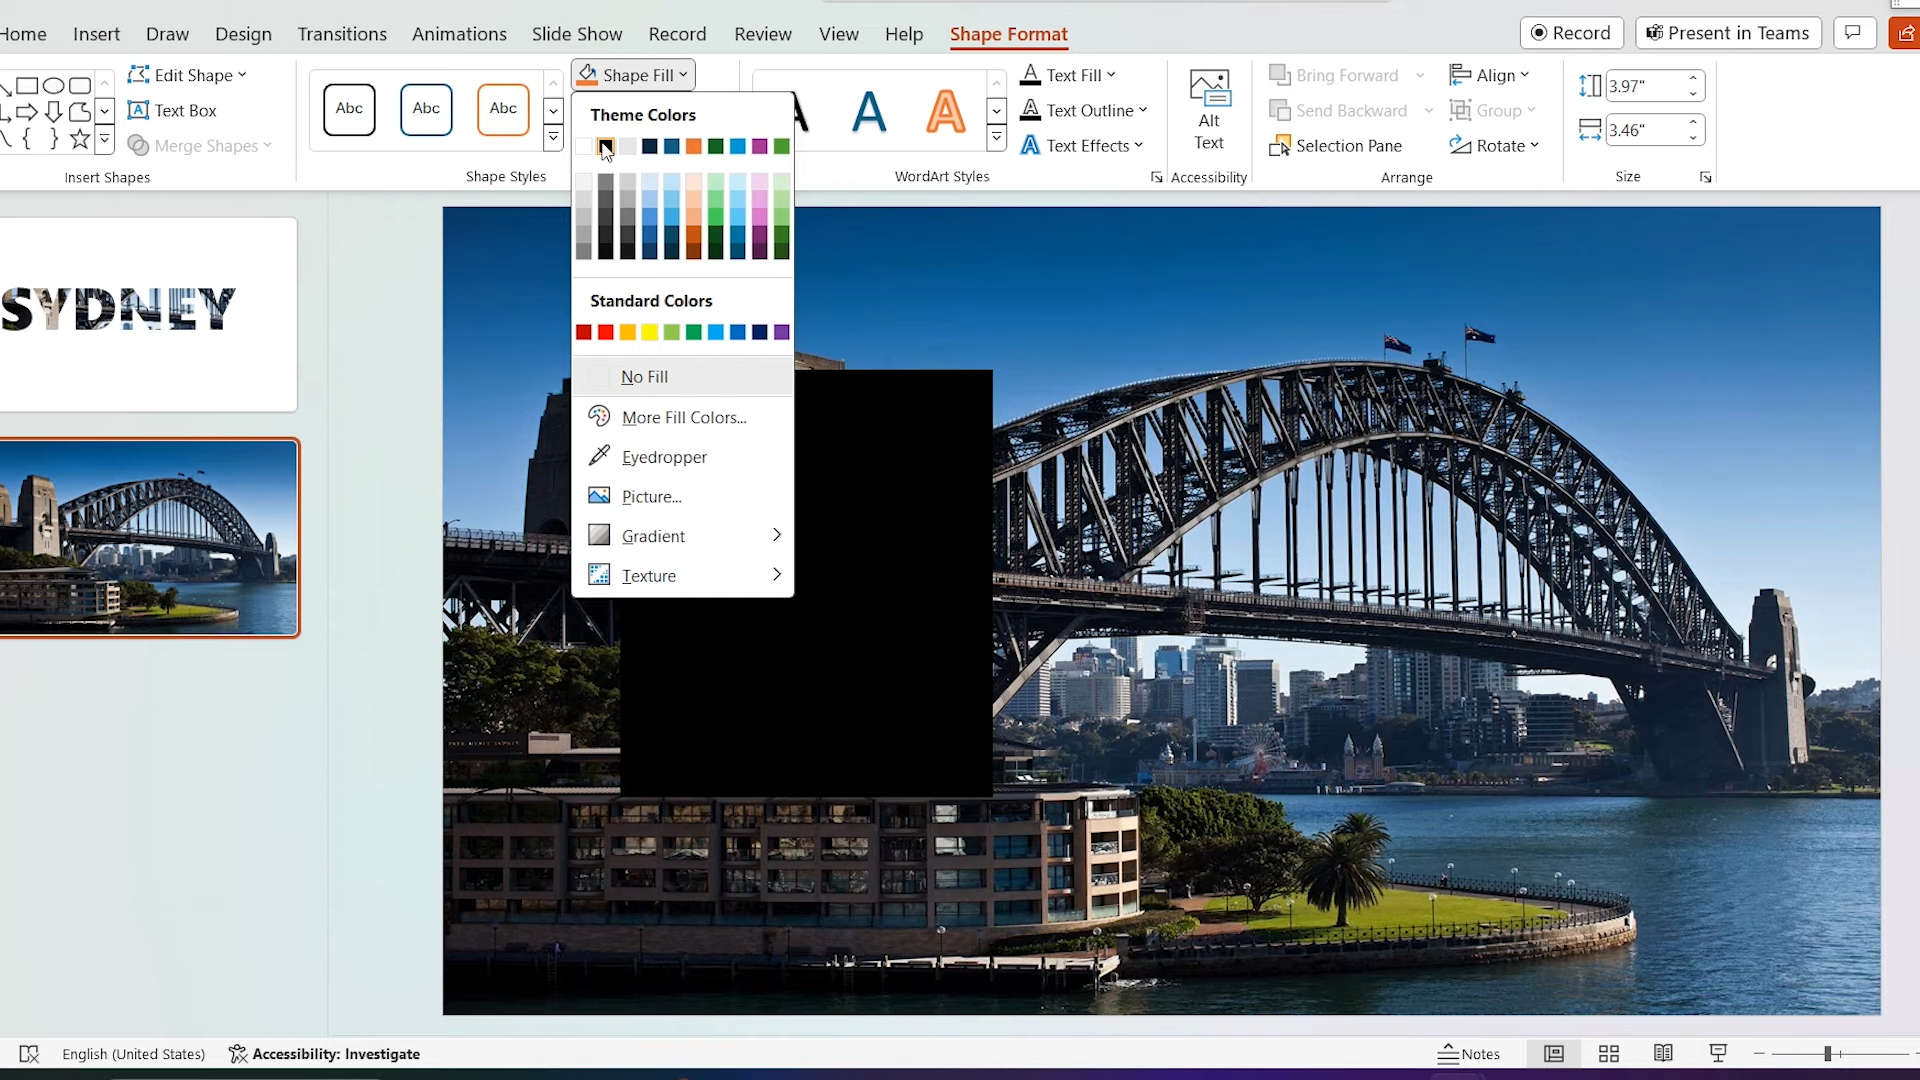 Home Insert Draw Design Transitions Animations Slide Show Record Review View Help Shape Format Record Present in Teams
Edit Shape
Text Box
Merge Shapes
Insert Shapes
Abc Abc Abc
Shape Styles
Shape Fill
Theme Colors
Standard Colors
No Fill
More Fill Colors...
Eyedropper
Picture...
Gradient
Texture
A A A
Text Fill
Text Outline
Text Effects
WordArt Styles
Alt
Text
Accessibility
Bring Forward
Send Backward
Selection Pane
Align
Group
Rotate
Arrange
3.97"
3.46"
Size
SYDNEY
English (United States) Accessibility: Investigate Notes